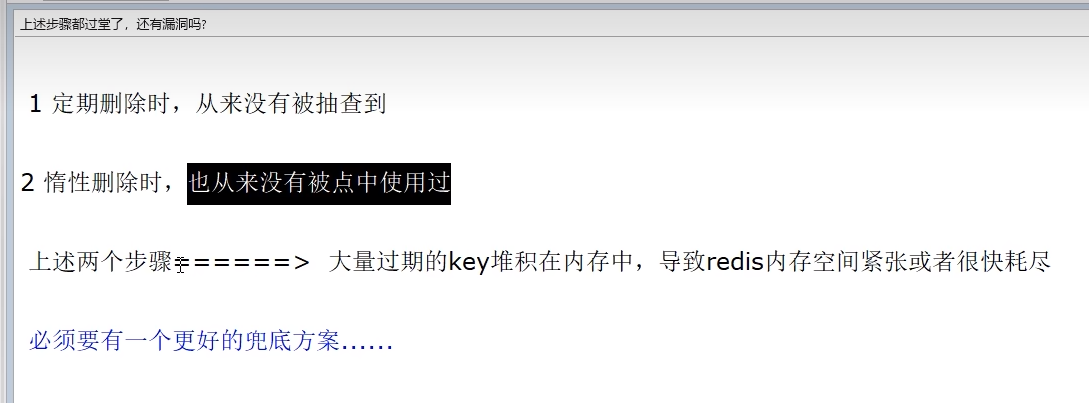 上述步骤都过堂了，还有漏洞吗？
1 定期删除时，从来没有被抽查到
2 惰性删除时，也从来没有被点中使用过
上述两个步骤======> 大量过期的key堆积在内存中，导致redis内存空间紧张或者很快耗尽
必须要有一个更好的兜底方案......